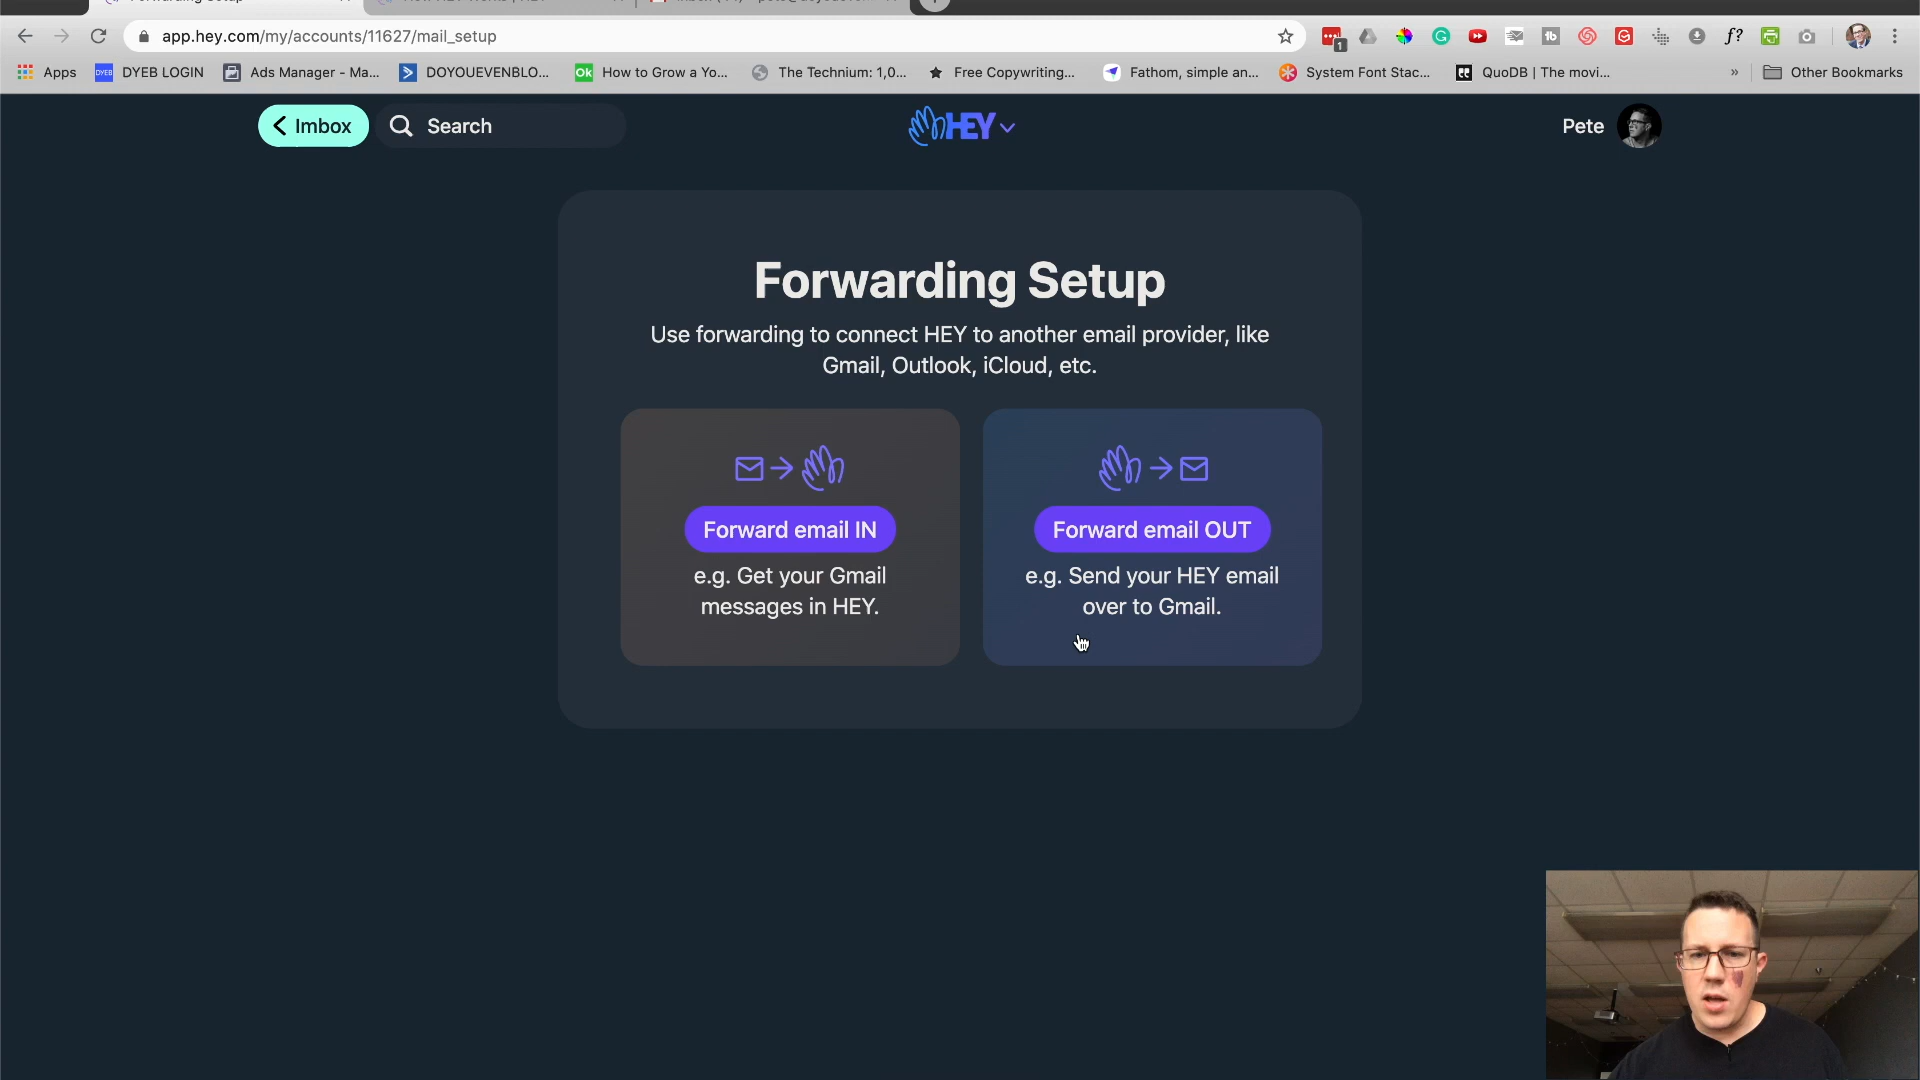 app.hey.com/my/accounts/11627/mail_setup
1
Apps
DYEB
DYEB LOGIN
Ads Manager - Ma...
DOYOUEVENBLO...
Ok
How to Grow a Yo...
The Technium: 1,0...
Free Copywriting...
Fathom, simple an...
System Font Stac...
QuoDB | The movi...
»
Other Bookmarks
Imbox
Search
HEY
Pete
Forwarding Setup
Use forwarding to connect HEY to another email provider, like
Gmail, Outlook, iCloud, etc.
Forward email IN
e.g. Get your Gmail
messages in HEY.
Forward email OUT
e.g. Send your HEY email
over to Gmail.